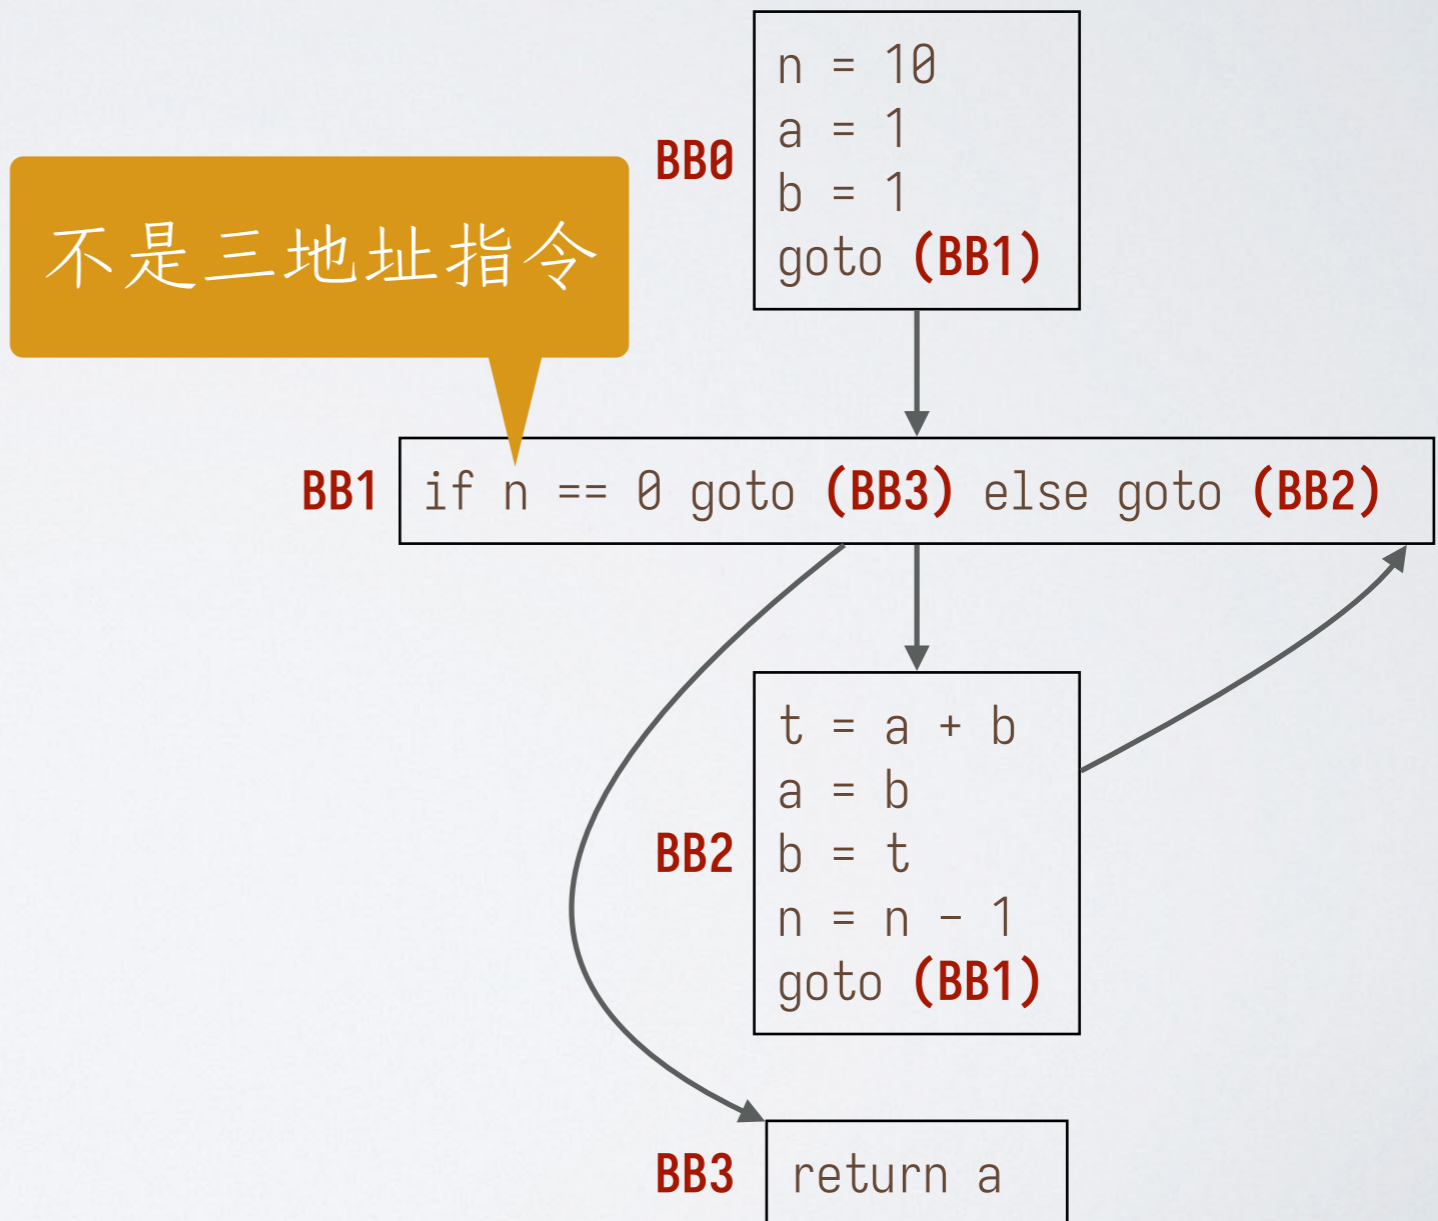 n = 10
a = 1
b = 1
goto (BB1)
BB0
不是三地址指令
BB1
if n == 0 goto (BB3) else goto (BB2)
t = a + b
a = b
b = t
n = n - 1
goto (BB1)
BB2
BB3
return a